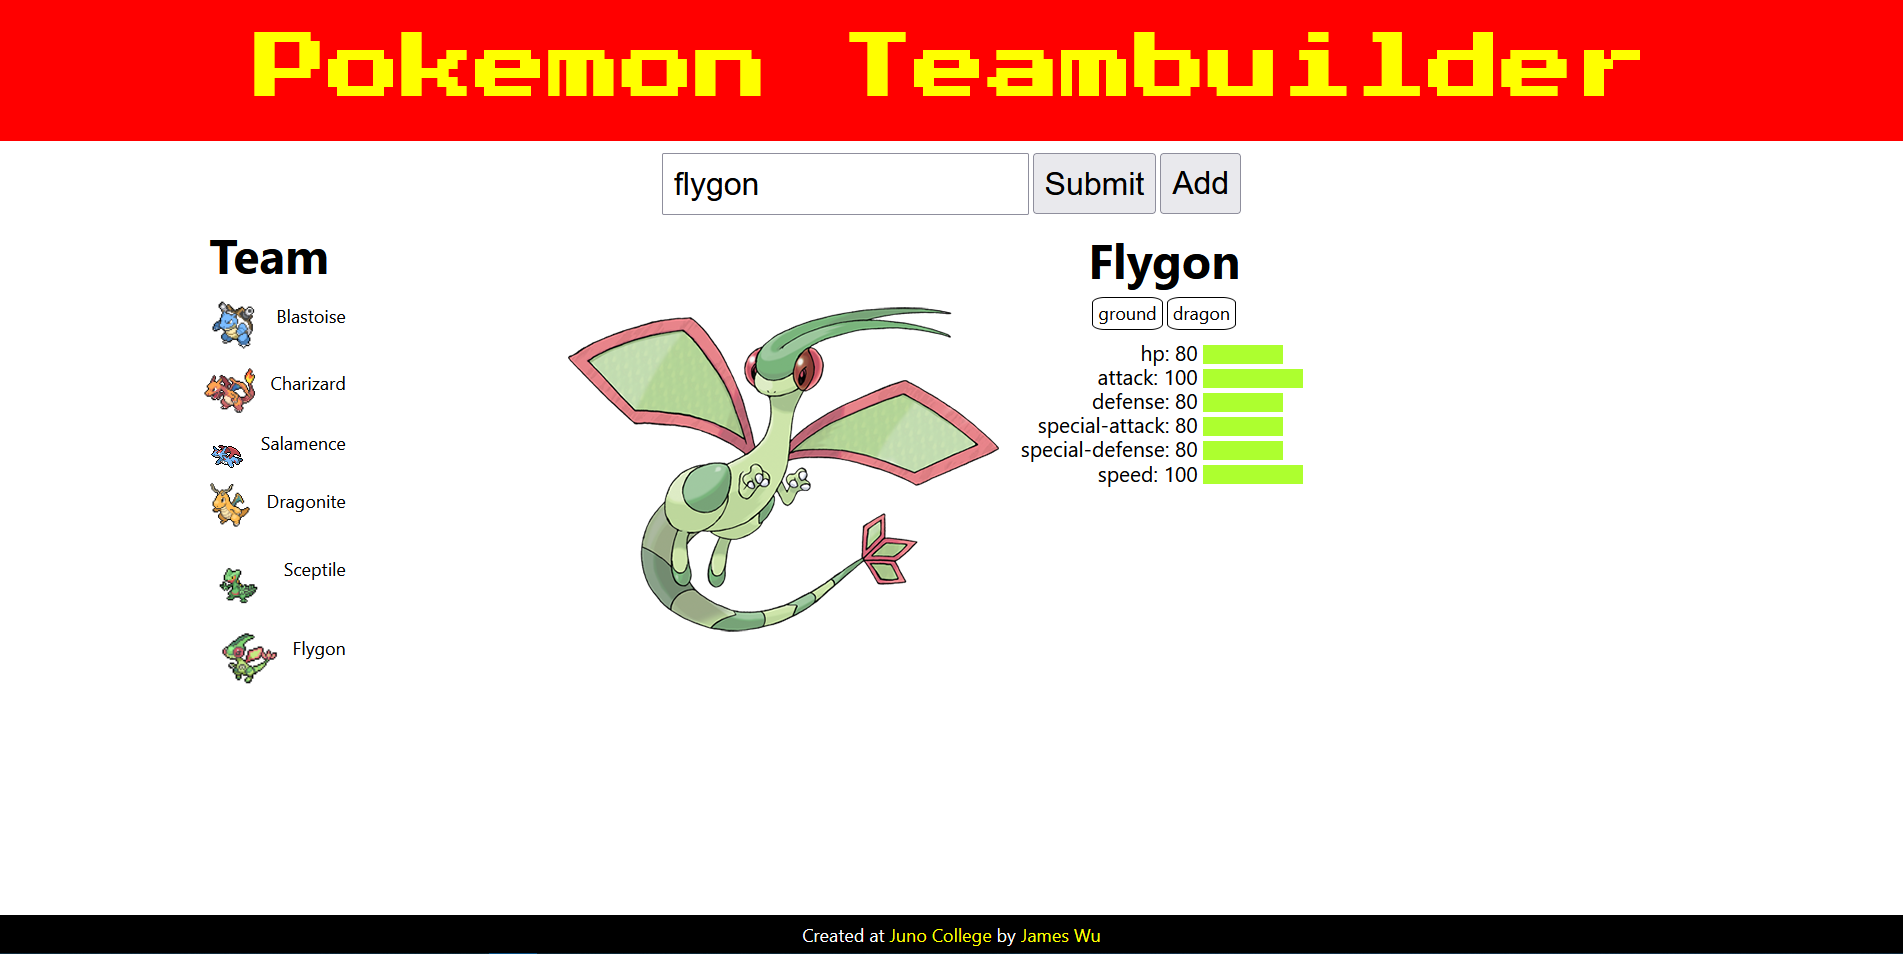 Pokemon Teambuilder
flygon Submit Add
Team
Blastoise
Charizard
Salamence
Dragonite
Sceptile
Flygon
Flygon
ground dragon
hp: 80
attack: 100
defense: 80
special-attack: 80
special-defense: 80
speed: 100
Created at Juno College by James Wu